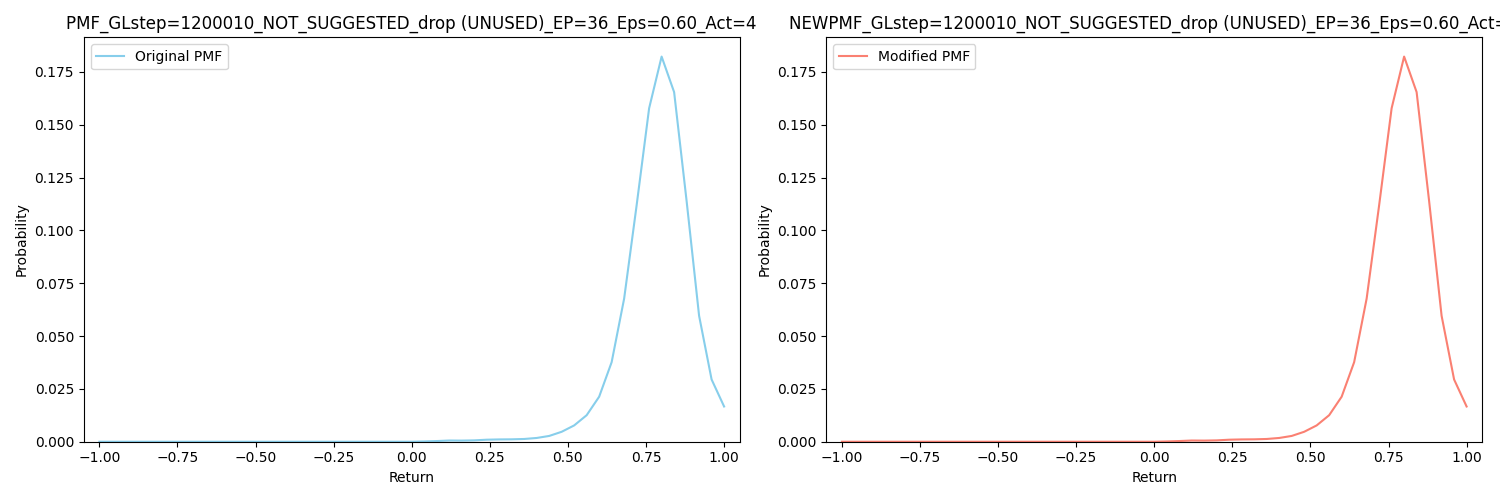 PMF_GLstep=1200010_NOT_SUGGESTED_drop (UNUSED)_EP=36_Eps=0.60_Act=4
Original PMF
0.175
0.150
0.125
0.100
0.075
0.050
0.025
0.000
Probability
−1.00 −0.75 −0.50 −0.25 0.00 0.25 0.50 0.75 1.00
Return
NEWPMF_GLstep=1200010_NOT_SUGGESTED_drop (UNUSED)_EP=36_Eps=0.60_Act=
Modified PMF
0.175
0.150
0.125
0.100
0.075
0.050
0.025
0.000
Probability
−1.00 −0.75 −0.50 −0.25 0.00 0.25 0.50 0.75 1.00
Return